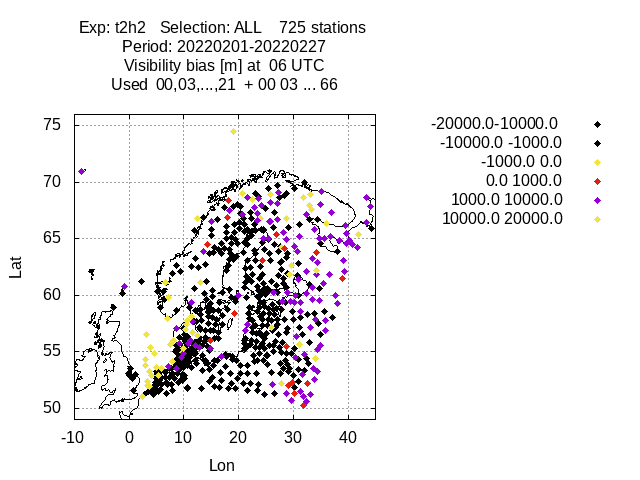 Exp: t2h2   Selection: ALL    725 stations
Period: 20220201-20220227
Visibility bias [m] at  06 UTC
Used  00,03,...,21  + 00 03 ... 66
-20000.0-10000.0
-10000.0 -1000.0
-1000.0 0.0
0.0 1000.0
1000.0 10000.0
10000.0 20000.0
75
70
65
60
55
50
Lat
-10 0 10 20 30 40
Lon